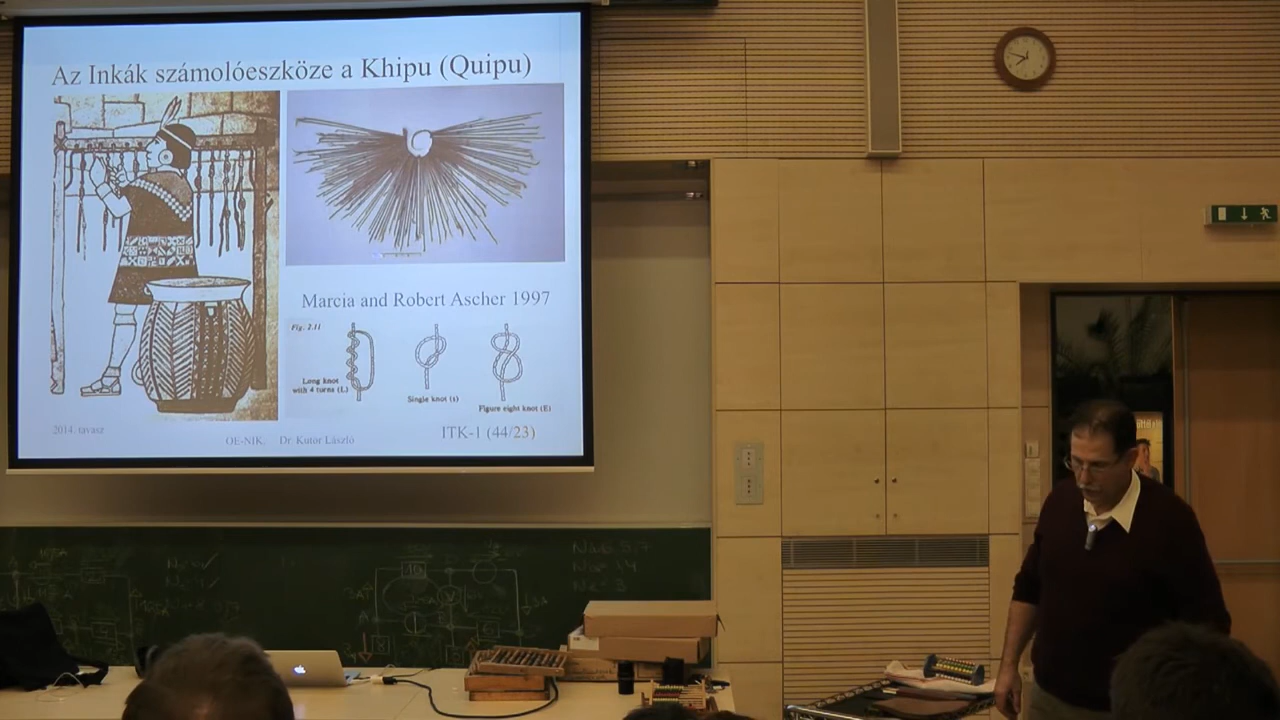 Az Inkák számolóeszköze a Khipu (Quipu)
Marcia and Robert Ascher 1997
Fig. 2.11
Long knot
with 4 turns (L)
Single knot (s)
Figure eight knot (E)
2014. tavasz
OE-NIK. Dr. Kutor László
ITK-1 (44/23)